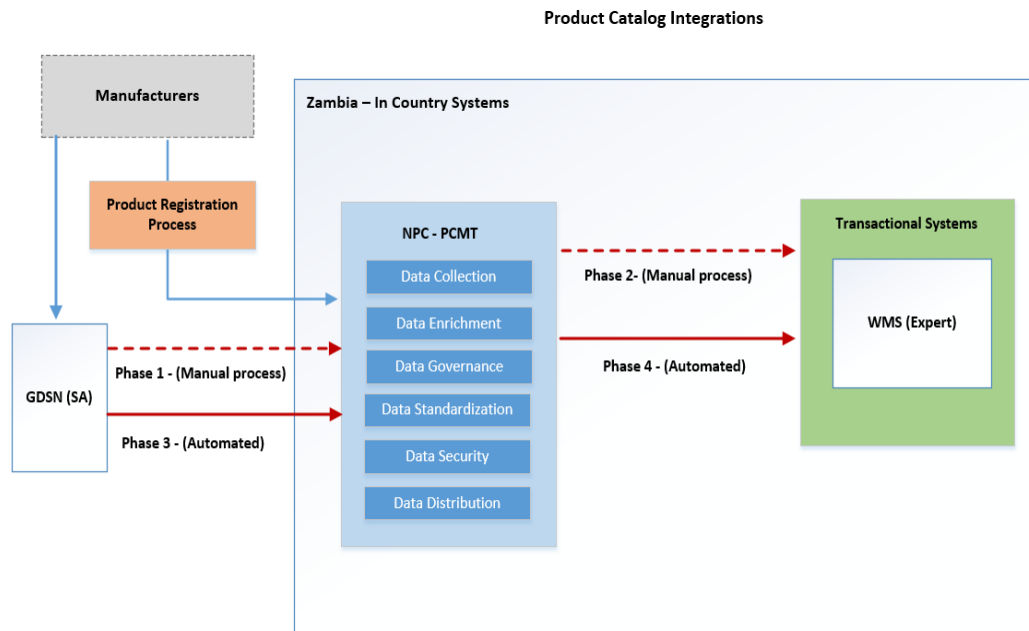 Product Catalog Integrations
Manufacturers
Zambia – In Country Systems
Product Registration
Process
NPC - PCMT
Data Collection
Data Enrichment
Data Governance
Data Standardization
Data Security
Data Distribution
GDSN (SA)
Phase 1 - (Manual process)
Phase 3 - (Automated)
Phase 2- (Manual process)
Phase 4 - (Automated)
Transactional Systems
WMS (Expert)